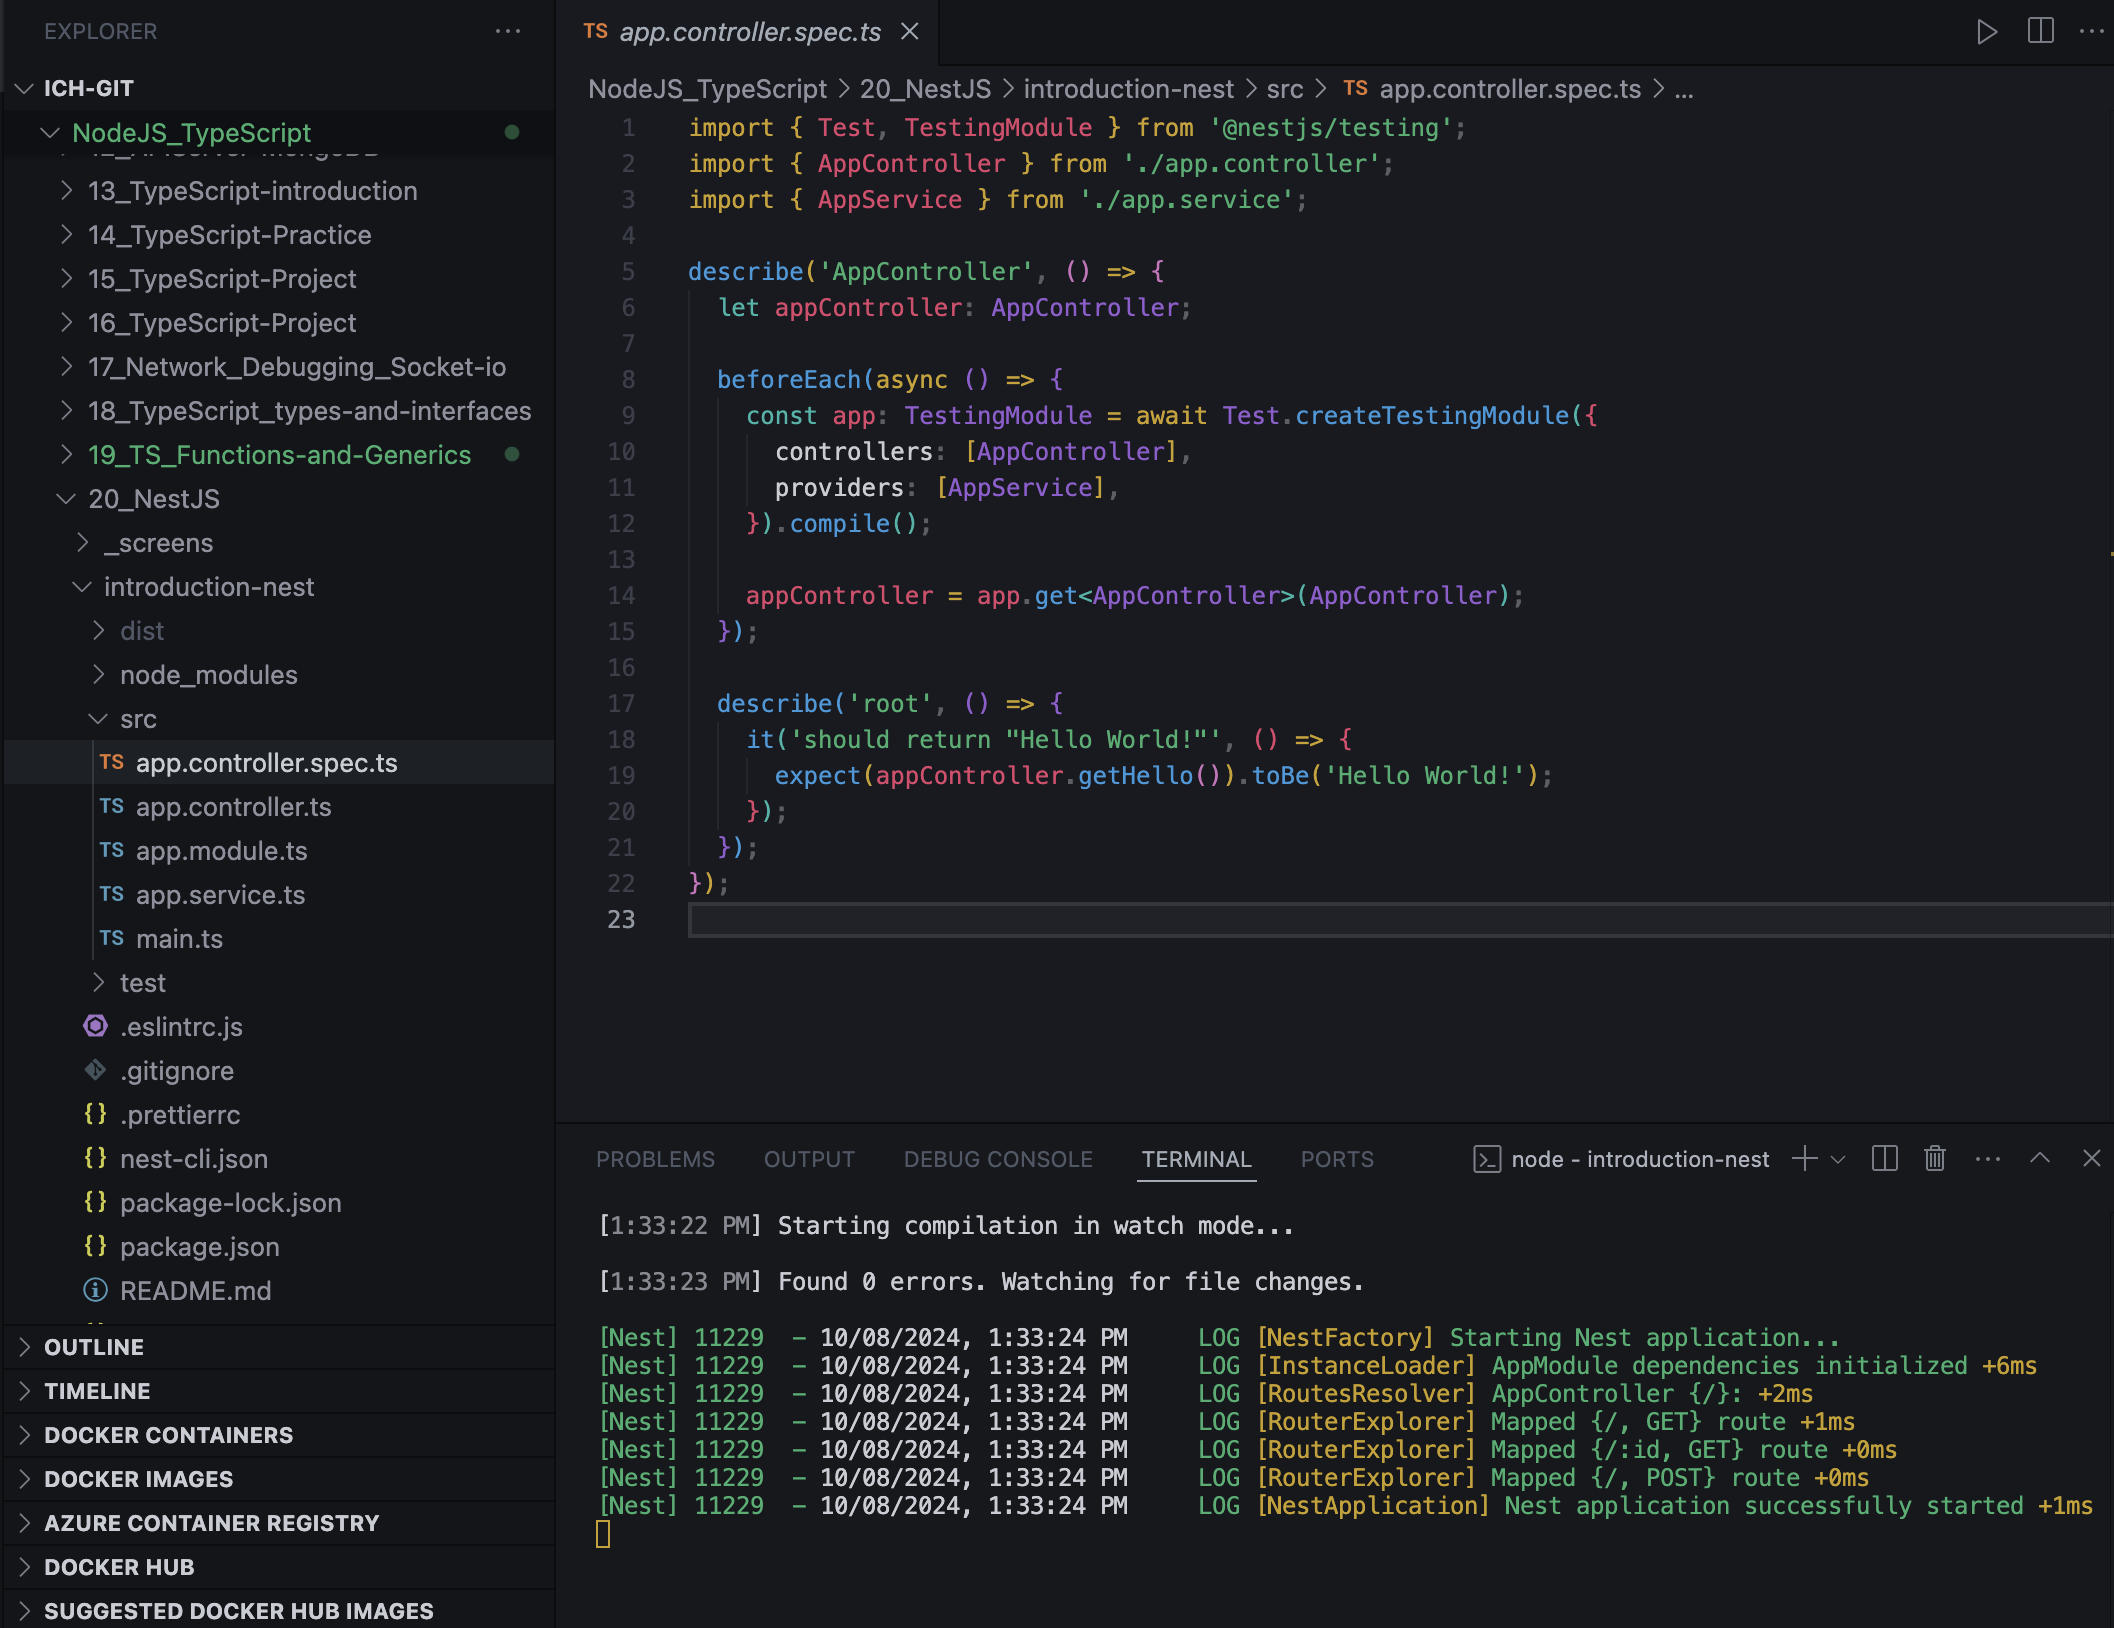 EXPLORER
ICH-GIT
NodeJS_TypeScript
13_TypeScript-introduction
14_TypeScript-Practice
15_TypeScript-Project
16_TypeScript-Project
17_Network_Debugging_Socket-io
18_TypeScript_types-and-interfaces
19_TS_Functions-and-Generics
20_NestJS
_screens
introduction-nest
dist
node_modules
src
TS app.controller.spec.ts
TS app.controller.ts
TS app.module.ts
TS app.service.ts
TS main.ts
test
.eslintrc.js
.gitignore
{} .prettierrc
{} nest-cli.json
{} package-lock.json
{} package.json
README.md
OUTLINE
TIMELINE
DOCKER CONTAINERS
DOCKER IMAGES
AZURE CONTAINER REGISTRY
DOCKER HUB
SUGGESTED DOCKER HUB IMAGES
TS app.controller.spec.ts
NodeJS_TypeScript > 20_NestJS > introduction-nest > src > TS app.controller.spec.ts > ...
1 import { Test, TestingModule } from '@nestjs/testing';
2 import { AppController } from './app.controller';
3 import { AppService } from './app.service';
4
5 describe('AppController', () => {
6 let appController: AppController;
7
8 beforeEach(async () => {
9 const app: TestingModule = await Test.createTestingModule({
10 controllers: [AppController],
11 providers: [AppService],
12 }).compile();
13
14 appController = app.get<AppController>(AppController);
15 });
16
17 describe('root', () => {
18 it('should return "Hello World!"', () => {
19 expect(appController.getHello()).toBe('Hello World!');
20 });
21 });
22 });
23
PROBLEMS OUTPUT DEBUG CONSOLE TERMINAL PORTS node - introduction-nest
[1:33:22 PM] Starting compilation in watch mode...
[1:33:23 PM] Found 0 errors. Watching for file changes.
[Nest] 11229 - 10/08/2024, 1:33:24 PM LOG [NestFactory] Starting Nest application...
[Nest] 11229 - 10/08/2024, 1:33:24 PM LOG [InstanceLoader] AppModule dependencies initialized +6ms
[Nest] 11229 - 10/08/2024, 1:33:24 PM LOG [RoutesResolver] AppController {/}: +2ms
[Nest] 11229 - 10/08/2024, 1:33:24 PM LOG [RouterExplorer] Mapped {/, GET} route +1ms
[Nest] 11229 - 10/08/2024, 1:33:24 PM LOG [RouterExplorer] Mapped {/:id, GET} route +0ms
[Nest] 11229 - 10/08/2024, 1:33:24 PM LOG [RouterExplorer] Mapped {/, POST} route +0ms
[Nest] 11229 - 10/08/2024, 1:33:24 PM LOG [NestApplication] Nest application successfully started +1ms